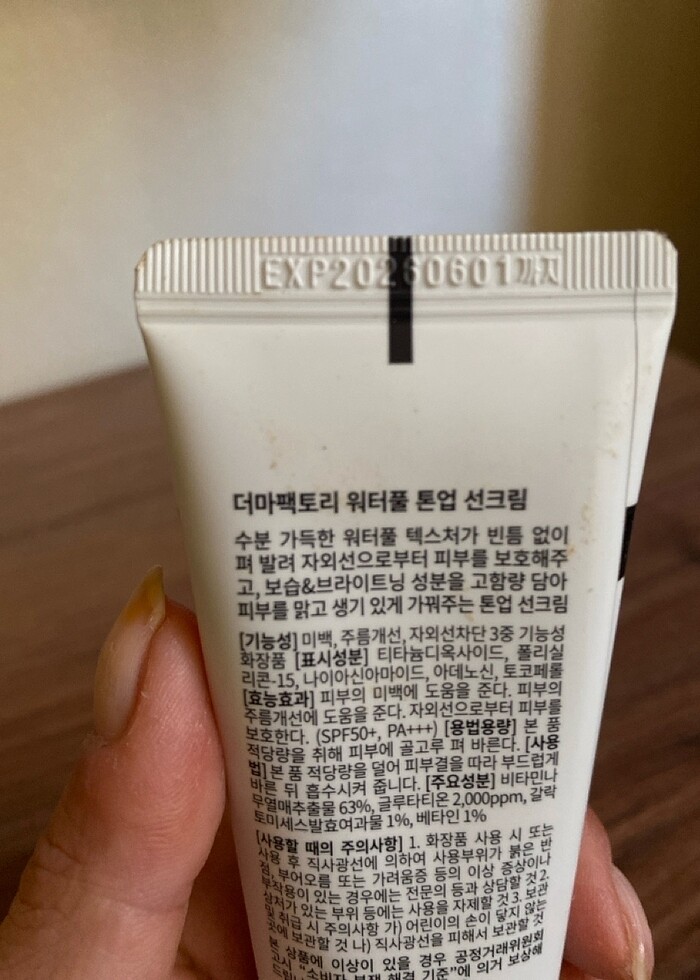 EXP20260601까지
더마팩토리 워터풀 톤업 선크림
수분 가득한 워터풀 텍스처가 빈틈 없이
펴 발려 자외선으로부터 피부를 보호해주
고, 보습&브라이트닝 성분을 고함량 담아
피부를 맑고 생기 있게 가꿔주는 톤업 선크림
[기능성] 미백, 주름개선, 자외선차단 3중 기능성
화장품 [표시성분] 티타늄디옥사이드, 폴리실
리콘-15, 나이아신아마이드, 아데노신, 토코페롤
[효능효과] 피부의 미백에 도움을 준다. 피부의
주름개선에 도움을 준다. 자외선으로부터 피부를
보호한다. (SPF50+, PA+++) [용법용량] 본 품
적당량을 취해 피부에 골고루 펴 바른다. [사용
법] 본 품 적당량을 덜어 피부결을 따라 부드럽게
바른 뒤 흡수시켜 줍니다. [주요성분] 비타민나
무열매추출물 63%, 글루타티온 2,000ppm, 갈락
토미세스발효여과물 1%, 베타인 1%
[사용할 때의 주의사항] 1. 화장품 사용 시 또는
사용 후 직사광선에 의하여 사용부위가 붉은 반
점, 부어오름 또는 가려움증 등의 이상 증상이나
부작용이 있는 경우에는 전문의 등과 상담할 것 2.
상처가 있는 부위 등에는 사용을 자제할 것 3. 보관
및 취급 시 주의사항 가) 어린이의 손이 닿지 않는
곳에 보관할 것 나) 직사광선을 피해서 보관할 것
본 상품에 이상이 있을 경우 공정거래위원회
고시 "소비자 분쟁 해결 기준"에 의거 보상해
드립니